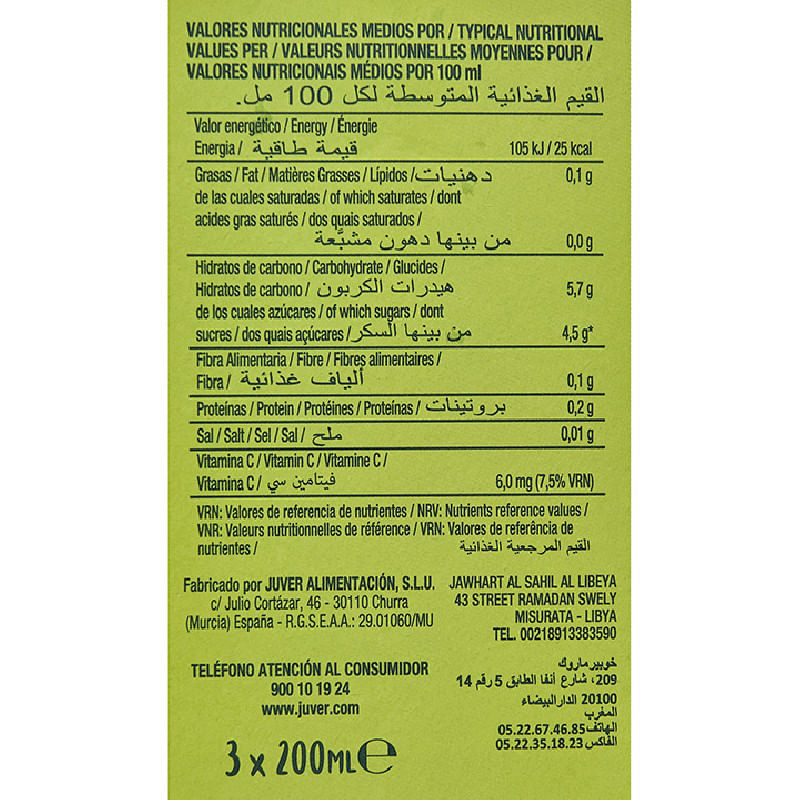 VALORES NUTRICIONALES MEDIOS POR / TYPICAL NUTRITIONAL
VALUES PER / VALEURS NUTRITIONNELLES MOYENNES POUR /
VALORES NUTRICIONAIS MÉDIOS POR 100 ml
القيم الغذائية المتوسطة لكل 100 مل.
Valor energético / Energy / Énergie
Energia / قيمة طاقية 105 kJ / 25 kcal
Grasas / Fat / Matières Grasses / Lípidos / دهنيات 0,1 g
de las cuales saturadas / of which saturates / dont
acides gras saturés / dos quais saturados /
من بينها دهون مشبَّعة 0,0 g
Hidratos de carbono / Carbohydrate / Glucides /
Hidratos de carbono / هيدرات الكربون 5,7 g
de los cuales azúcares / of which sugars / dont
sucres / dos quais açúcares / من بينها السكر 4,5 g*
Fibra Alimentaria / Fibre / Fibres alimentaires /
Fibra / ألياف غذائية 0,1 g
Proteínas / Protein / Protéines / Proteínas / بروتينات 0,2 g
Sal / Salt / Sel / Sal / ملح 0,01 g
Vitamina C / Vitamin C / Vitamine C /
Vitamina C / فيتامين سي 6,0 mg (7,5% VRN)
VRN: Valores de referencia de nutrientes / NRV: Nutrients reference values /
VNR: Valeurs nutritionnelles de référence / VRN: Valores de referência de
nutrientes / القيم المرجعية الغذائية
Fabricado por JUVER ALIMENTACIÓN, S.L.U.
c/ Julio Cortázar, 46 - 30110 Churra
(Murcia) España - R.G.S.E.A.A.: 29.01060/MU
TELÉFONO ATENCIÓN AL CONSUMIDOR
900 10 19 24
www.juver.com
3 x 200ML℮
JAWHART AL SAHIL AL LIBEYA
43 STREET RAMADAN SWELY
MISURATA - LIBYA
TEL. 00218913383590
خوبير ماروك
209، شارع أنفا الطابق 5 رقم 14
20100 الدار البيضاء
المغرب
الهاتف 05.22.67.46.85
الفاكس 05.22.35.18.23